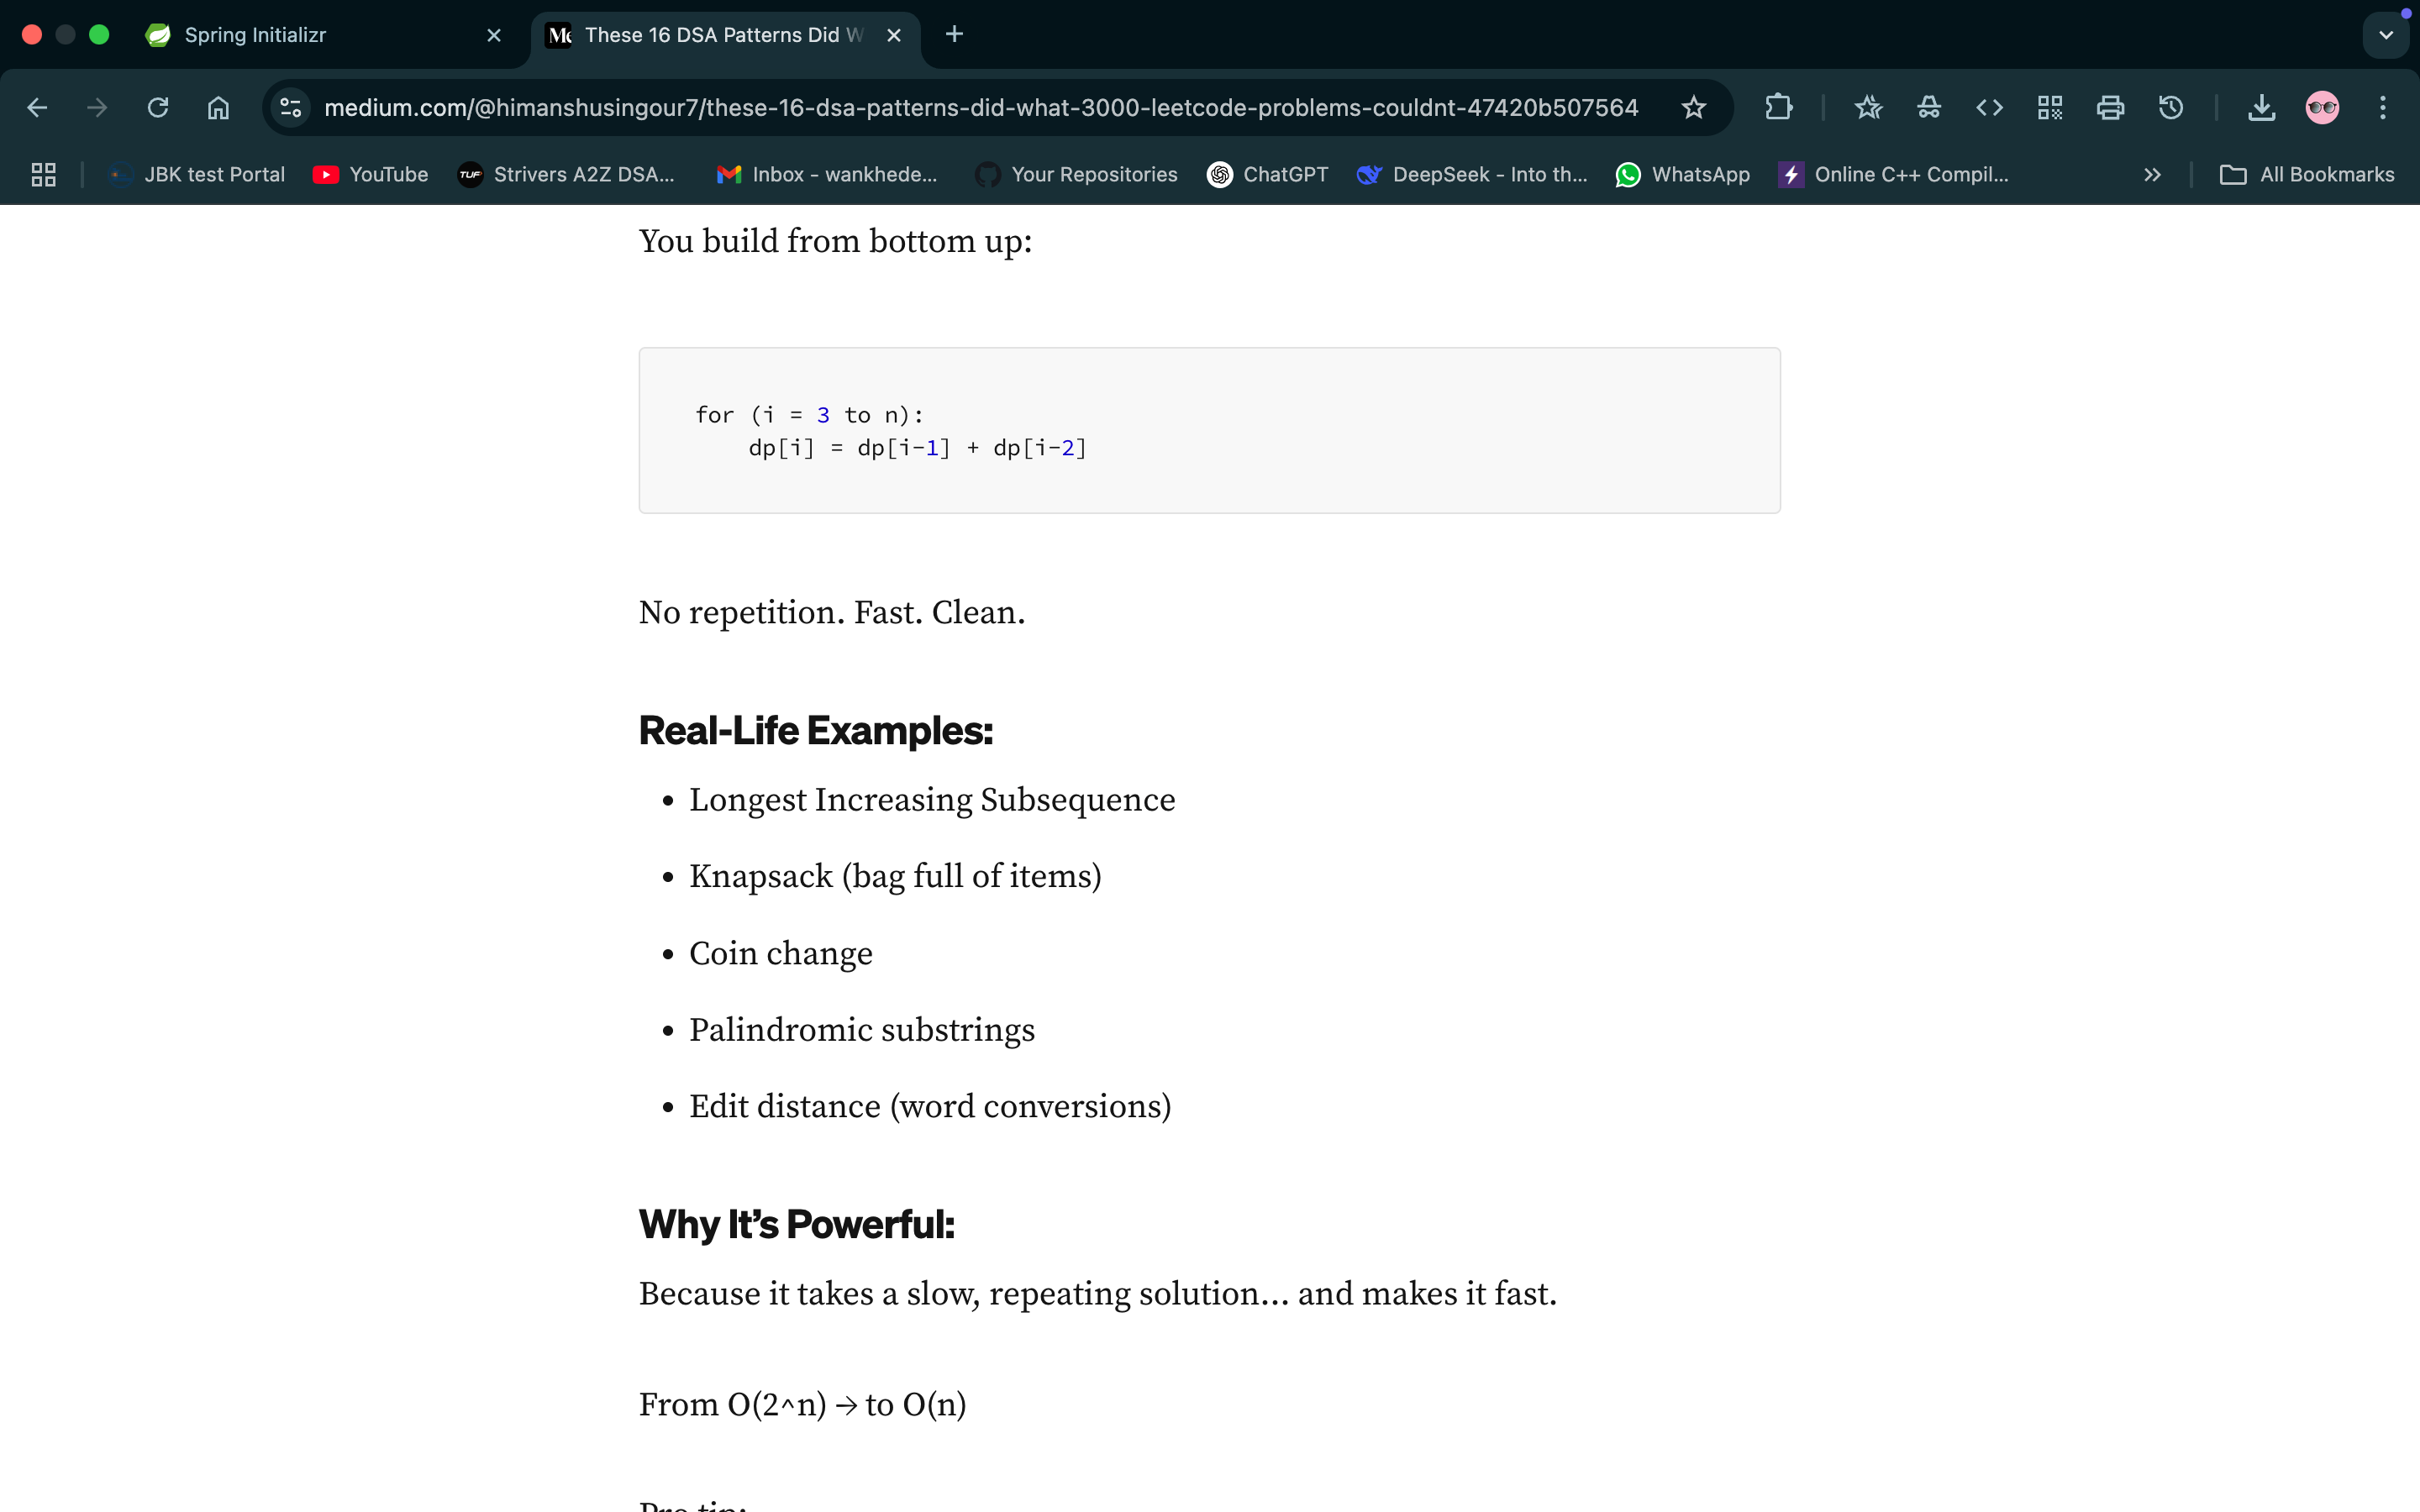 Spring Initializr
These 16 DSA Patterns Did W
medium.com/@himanshusingour7/these-16-dsa-patterns-did-what-3000-leetcode-problems-couldnt-47420b507564
JBK test Portal
YouTube
TUF
Strivers A2Z DSA...
Inbox - wankhede...
Your Repositories
ChatGPT
DeepSeek - Into th...
WhatsApp
Online C++ Compil...
All Bookmarks
You build from bottom up:
for (i = 3 to n):
    dp[i] = dp[i-1] + dp[i-2]
No repetition. Fast. Clean.
Real-Life Examples:
• Longest Increasing Subsequence
• Knapsack (bag full of items)
• Coin change
• Palindromic substrings
• Edit distance (word conversions)
Why It’s Powerful:
Because it takes a slow, repeating solution… and makes it fast.
From O(2^n) → to O(n)
Pro tip: